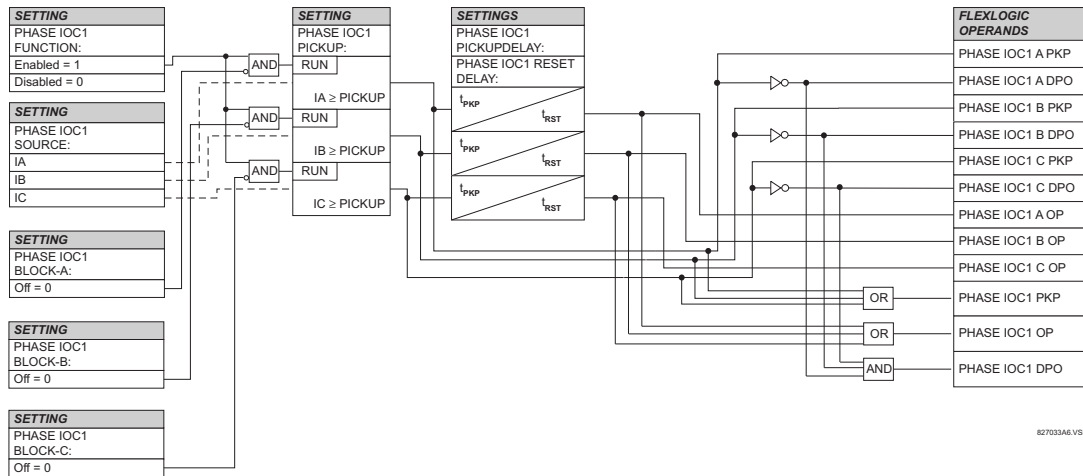 SETTING
PHASE IOC1
FUNCTION:
Enabled = 1
Disabled = 0
SETTING
PHASE IOC1
SOURCE:
IA
IB
IC
SETTING
PHASE IOC1
BLOCK-A:
Off = 0
SETTING
PHASE IOC1
BLOCK-B:
Off = 0
SETTING
PHASE IOC1
BLOCK-C:
Off = 0
AND
AND
AND
SETTING
PHASE IOC1
PICKUP:
RUN
IA ≥ PICKUP
RUN
IB ≥ PICKUP
RUN
IC ≥ PICKUP
SETTINGS
PHASE IOC1
PICKUPDELAY:
PHASE IOC1 RESET
DELAY:
tPKP
tRST
tPKP
tRST
tPKP
tRST
OR
OR
AND
FLEXLOGIC
OPERANDS
PHASE IOC1 A PKP
PHASE IOC1 A DPO
PHASE IOC1 B PKP
PHASE IOC1 B DPO
PHASE IOC1 C PKP
PHASE IOC1 C DPO
PHASE IOC1 A OP
PHASE IOC1 B OP
PHASE IOC1 C OP
PHASE IOC1 PKP
PHASE IOC1 OP
PHASE IOC1 DPO
827033A6.VS